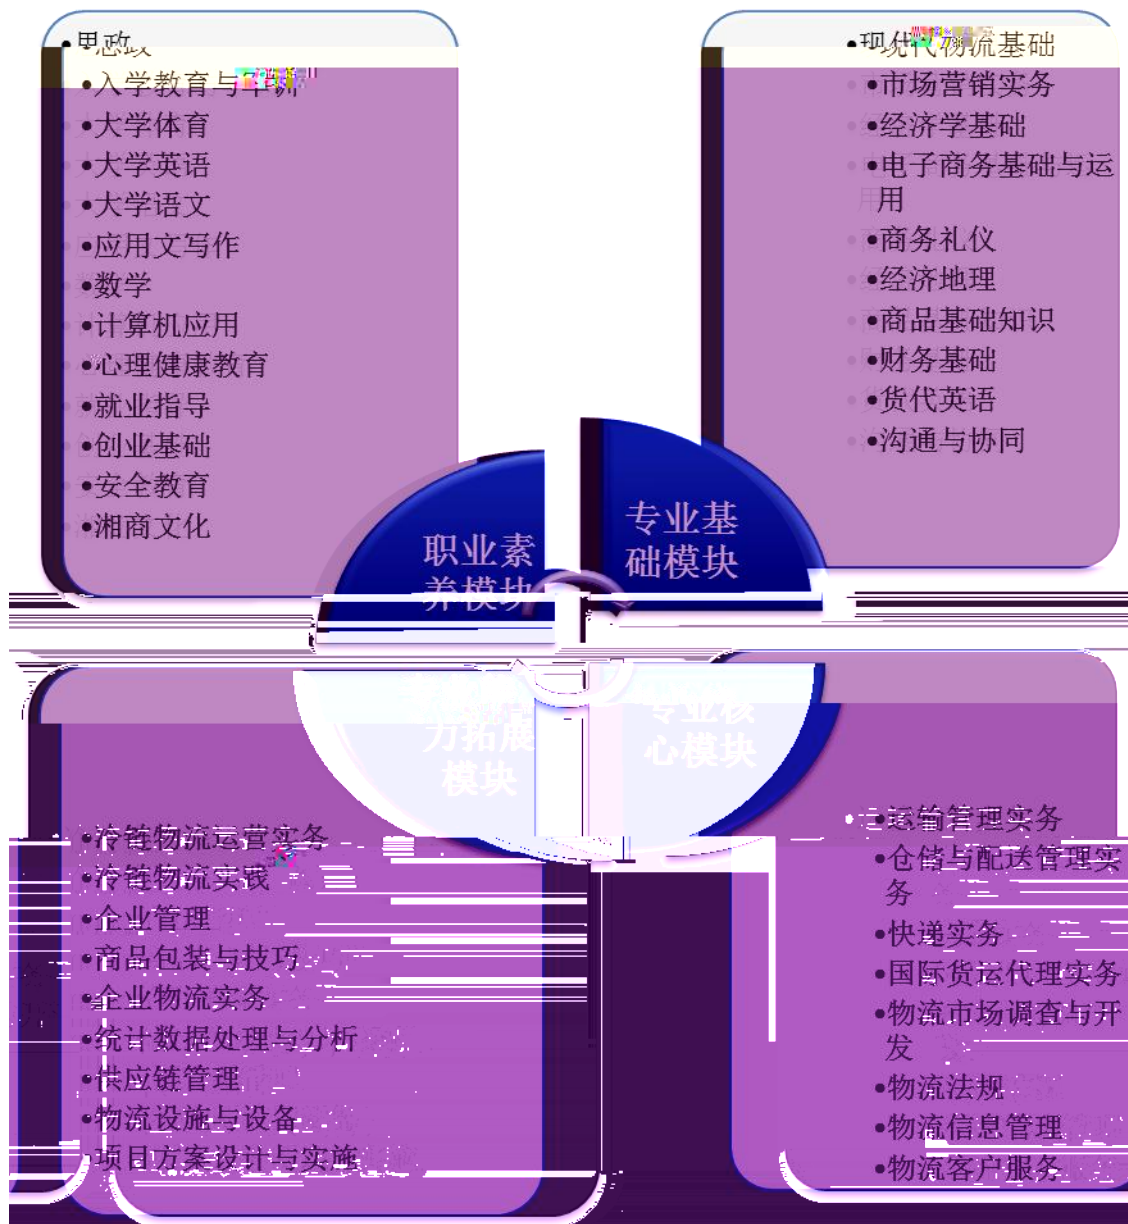 •思政
•入学教育与军训
•大学体育
•大学英语
•大学语文
•应用文写作
•数学
•计算机应用
•心理健康教育
•就业指导
•创业基础
•安全教育
•湘商文化
•现代物流基础
•市场营销实务
•经济学基础
•电子商务基础与运
用
•商务礼仪
•经济地理
•商品基础知识
•财务基础
•货代英语
•沟通与协同
职业素
养模块
专业基
础模块
力拓展
模块
专业核
心模块
•冷链物流运营实务
•冷链物流实践
•企业管理
•商品包装与技巧
•企业物流实务
•统计数据处理与分析
•供应链管理
•物流设施与设备
•项目方案设计与实施
•运输管理实务
•仓储与配送管理实
务
•快递实务
•国际货运代理实务
•物流市场调查与开
发
•物流法规
•物流信息管理
•物流客户服务